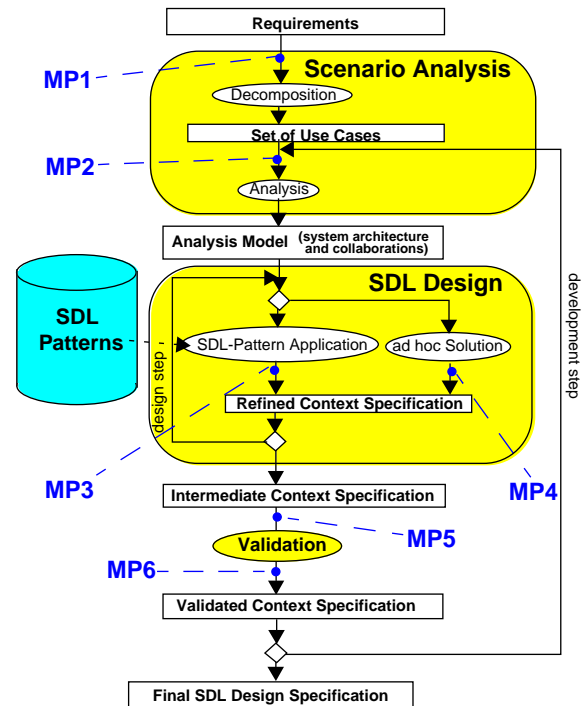 Requirements
MP1
Scenario Analysis
Decomposition
Set of Use Cases
MP2
Analysis
Analysis Model (system architecture
and collaborations)
SDL Design
SDL
Patterns
SDL-Pattern Application
ad hoc Solution
design step
development step
Refined Context Specification
MP3
MP4
Intermediate Context Specification
MP5
Validation
MP6
Validated Context Specification
Final SDL Design Specification